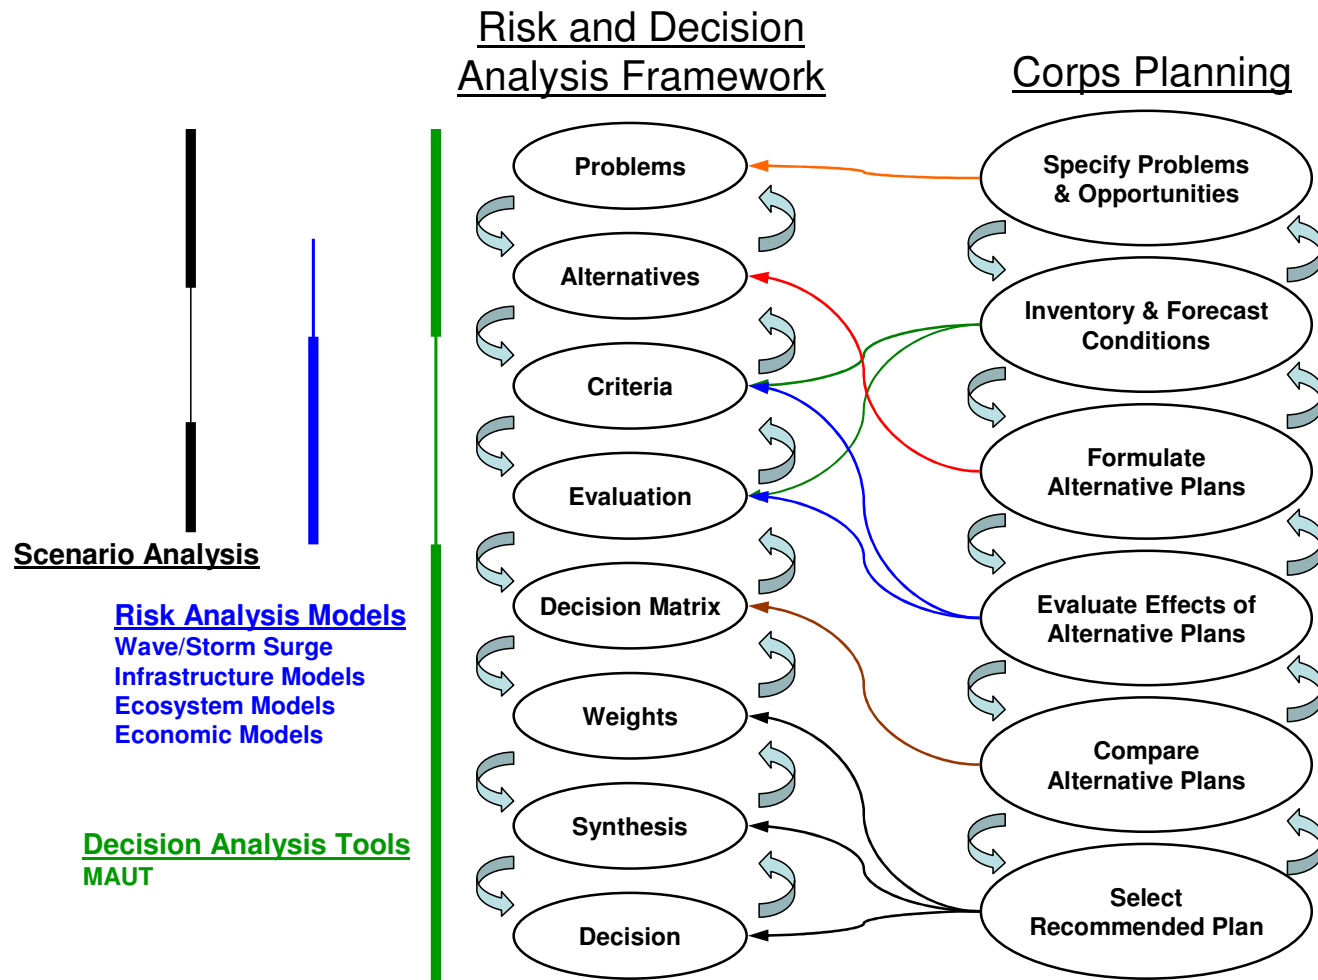 Risk and Decision
Analysis Framework
Corps Planning
Problems
Alternatives
Criteria
Evaluation
Decision Matrix
Weights
Synthesis
Decision
Specify Problems
& Opportunities
Inventory & Forecast
Conditions
Formulate
Alternative Plans
Evaluate Effects of
Alternative Plans
Compare
Alternative Plans
Select
Recommended Plan
Scenario Analysis
Risk Analysis Models
Wave/Storm Surge
Infrastructure Models
Ecosystem Models
Economic Models
Decision Analysis Tools
MAUT